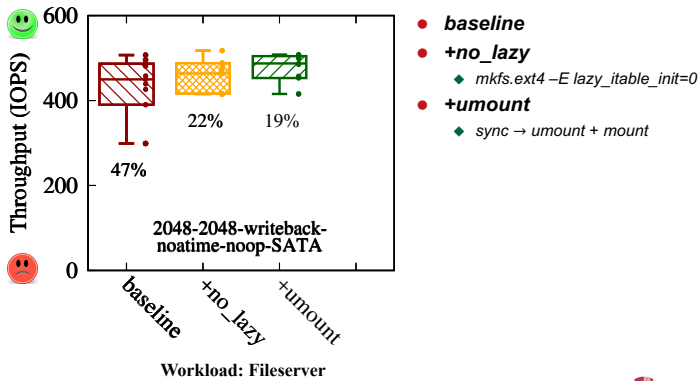 Throughput (IOPS)
600
400
200
0
47%
22%
19%
2048-2048-writeback-
noatime-noop-SATA
baseline
+no_lazy
+umount
Workload: Fileserver
baseline
+no_lazy
mkfs.ext4 –E lazy_itable_init=0
+umount
sync → umount + mount